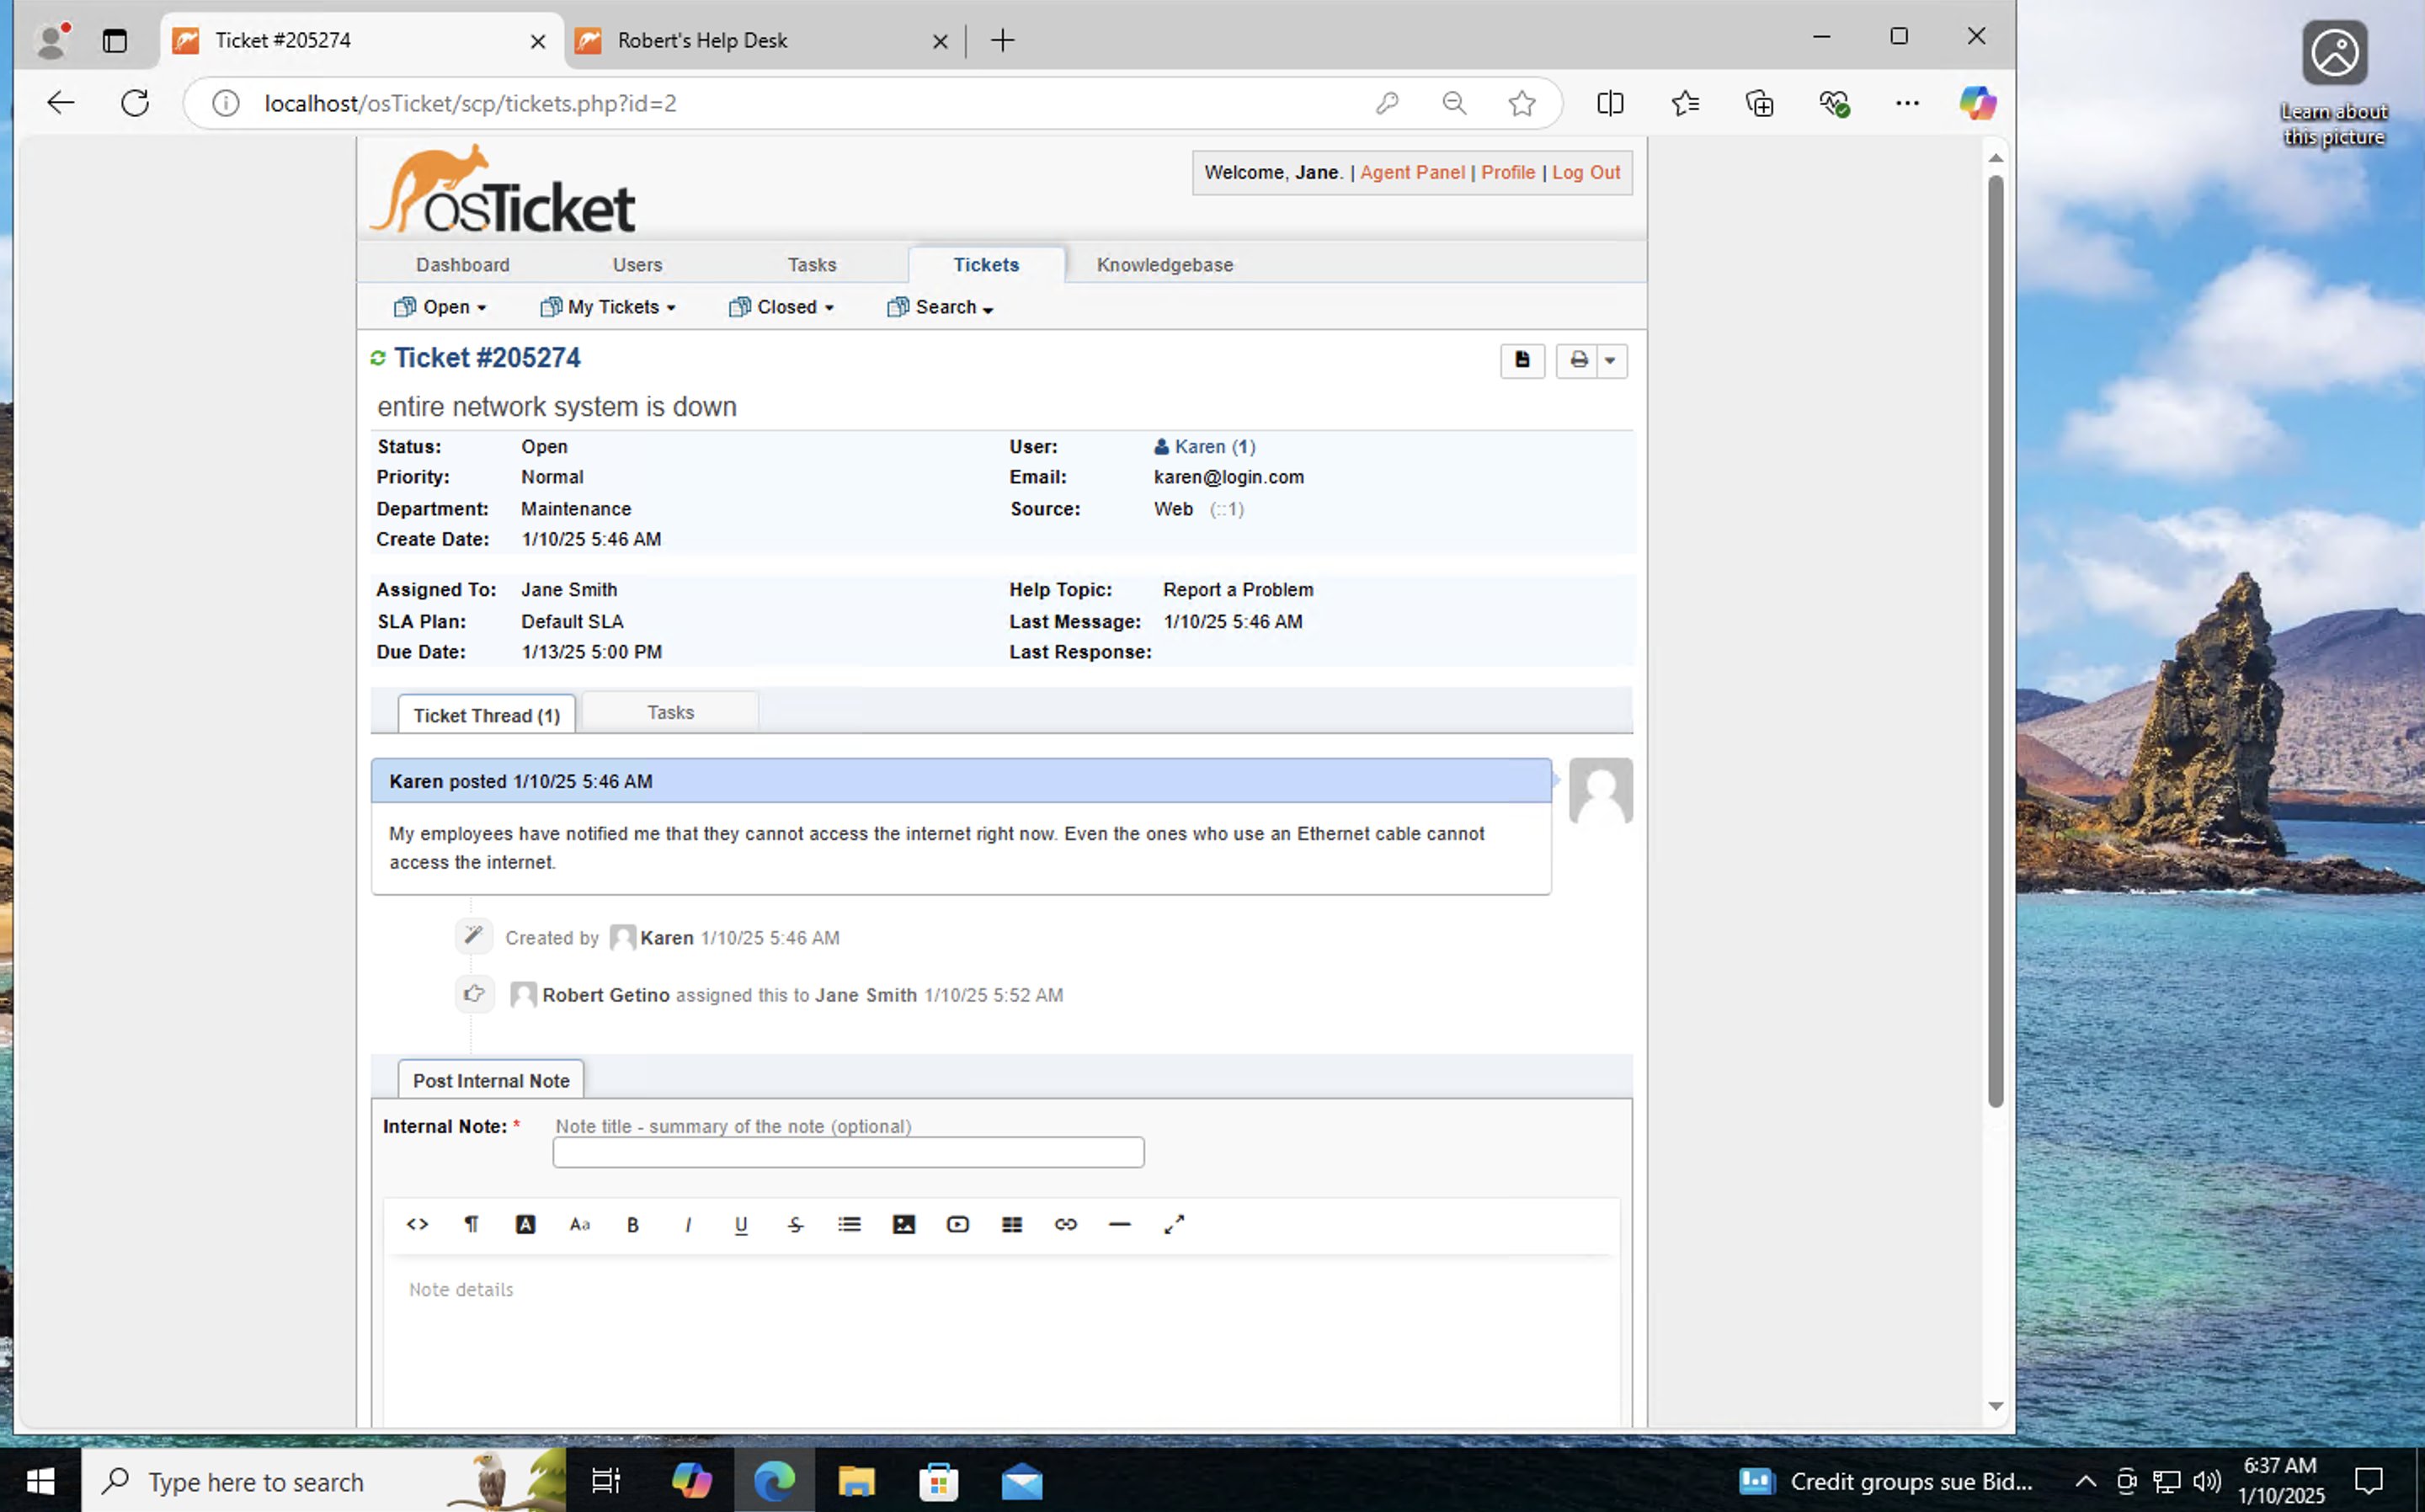 Ticket #205274
Robert's Help Desk
localhost/osTicket/scp/tickets.php?id=2
Learn about
this picture
osTicket
Welcome, Jane. | Agent Panel | Profile | Log Out
Dashboard Users Tasks Tickets Knowledgebase
Open My Tickets Closed Search
Ticket #205274
entire network system is down
Status: Open User: Karen (1)
Priority: Normal Email: karen@login.com
Department: Maintenance Source: Web (::1)
Create Date: 1/10/25 5:46 AM
Assigned To: Jane Smith Help Topic: Report a Problem
SLA Plan: Default SLA Last Message: 1/10/25 5:46 AM
Due Date: 1/13/25 5:00 PM Last Response:
Ticket Thread (1) Tasks
Karen posted 1/10/25 5:46 AM
My employees have notified me that they cannot access the internet right now. Even the ones who use an Ethernet cable cannot
access the internet.
Created by Karen 1/10/25 5:46 AM
Robert Getino assigned this to Jane Smith 1/10/25 5:52 AM
Post Internal Note
Internal Note: * Note title - summary of the note (optional)
<> ¶ A Aa B I U S
Note details
Type here to search
Credit groups sue Bid...
6:37 AM
1/10/2025